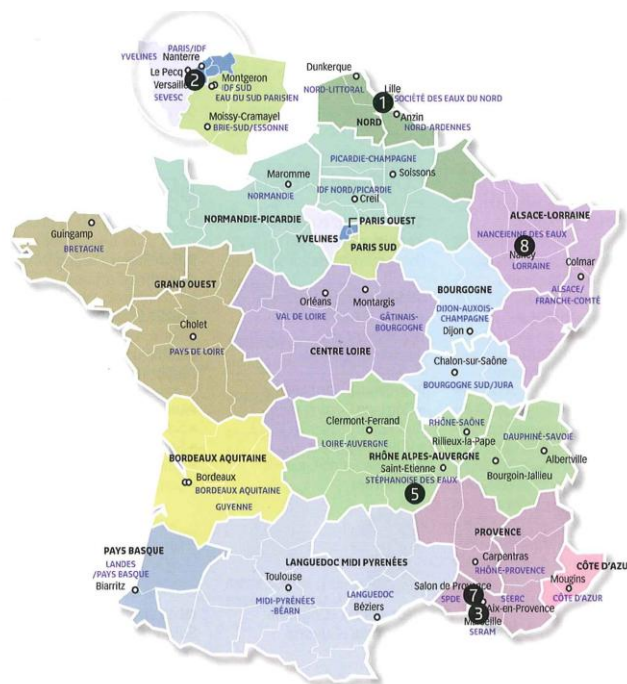 YVELINES
PARIS/IDF
Nanterre
Le Pecq
2
Versailles
SEVESC
Montgeron
IDF SUD
EAU DU SUD PARISIEN
Moissy-Cramayel
BRIE-SUD/ESSONNE
Dunkerque
NORD-LITTORAL
Lille
1
SOCIÉTÉ DES EAUX DU NORD
Anzin
NORD
NORD-ARDENNES
PICARDIE-CHAMPAGNE
Soissons
Maromme
NORMANDIE
IDF NORD/PICARDIE
Creil
NORMANDIE-PICARDIE
PARIS OUEST
YVELINES
PARIS SUD
ALSACE-LORRAINE
NANCEIENNE DES EAUX
8
Nancy
LORRAINE
Colmar
ALSACE/
FRANCHE-COMTÉ
Guingamp
BRETAGNE
GRAND OUEST
Cholet
PAYS DE LOIRE
Orléans
VAL DE LOIRE
Montargis
GÂTINAIS-
BOURGOGNE
CENTRE LOIRE
BOURGOGNE
DIJON-AUXOIS-
CHAMPAGNE
Dijon
Chalon-sur-Saône
BOURGOGNE SUD/JURA
Clermont-Ferrand
LOIRE-AUVERGNE
RHÔNE-SAÔNE
Rillieux-la-Pape
DAUPHINÉ-SAVOIE
Albertville
RHÔNE ALPES-AUVERGNE
Saint-Etienne
Bourgoin-Jallieu
STÉPHANOISE DES EAUX
5
BORDEAUX AQUITAINE
Bordeaux
BORDEAUX AQUITAINE
GUYENNE
PAYS BASQUE
LANDES
/PAYS BASQUE
Biarritz
LANGUEDOC MIDI PYRENÉES
Toulouse
MIDI-PYRÉNÉES
-BÉARN
LANGUEDOC
Béziers
PROVENCE
Carpentras
RHÔNE-PROVENCE
Salon de Provence
7
SPDE
SEERC
Aix-en-Provence
3
Marseille
SERAM
CÔTE D'AZUR
Mougins
CÔTE D'AZUR